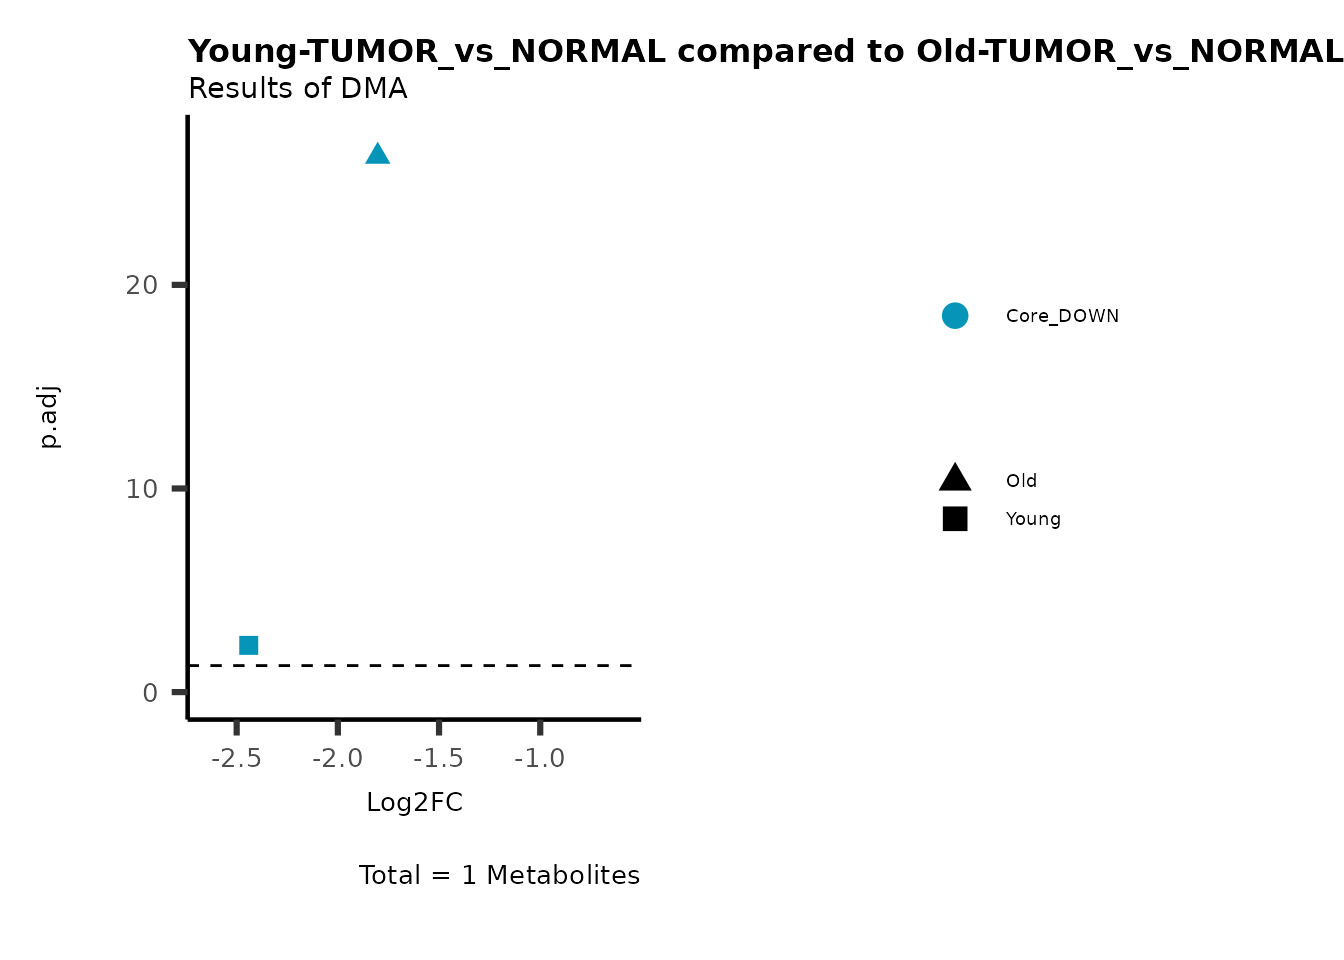 Young-TUMOR_vs_NORMAL compared to Old-TUMOR_vs_NORMAL
Results of DMA
20
10
0
p.adj
-2.5
-2.0
-1.5
-1.0
Log2FC
Total = 1 Metabolites
Core_DOWN
Old
Young